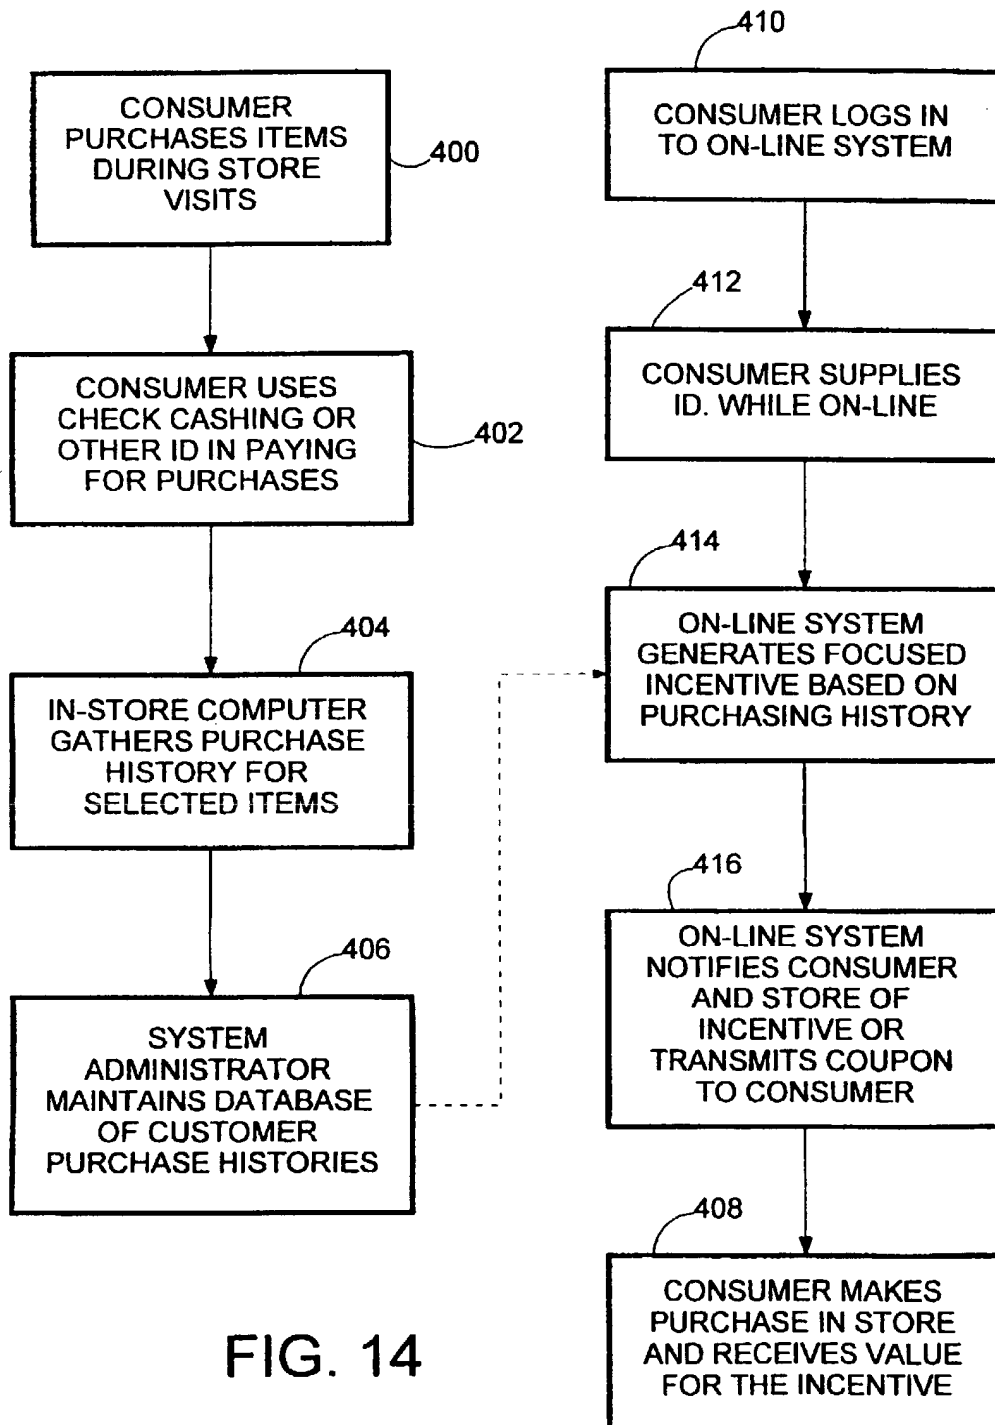 CONSUMER
PURCHASES ITEMS
DURING STORE
VISITS
400
CONSUMER USES
CHECK CASHING OR
OTHER ID IN PAYING
FOR PURCHASES
402
404
IN-STORE COMPUTER
GATHERS PURCHASE
HISTORY FOR
SELECTED ITEMS
406
SYSTEM
ADMINISTRATOR
MAINTAINS DATABASE
OF CUSTOMER
PURCHASE HISTORIES
410
CONSUMER LOGS IN
TO ON-LINE SYSTEM
412
CONSUMER SUPPLIES
ID. WHILE ON-LINE
414
ON-LINE SYSTEM
GENERATES FOCUSED
INCENTIVE BASED ON
PURCHASING HISTORY
416
ON-LINE SYSTEM
NOTIFIES CONSUMER
AND STORE OF
INCENTIVE OR
TRANSMITS COUPON
TO CONSUMER
408
CONSUMER MAKES
PURCHASE IN STORE
AND RECEIVES VALUE
FOR THE INCENTIVE
FIG. 14